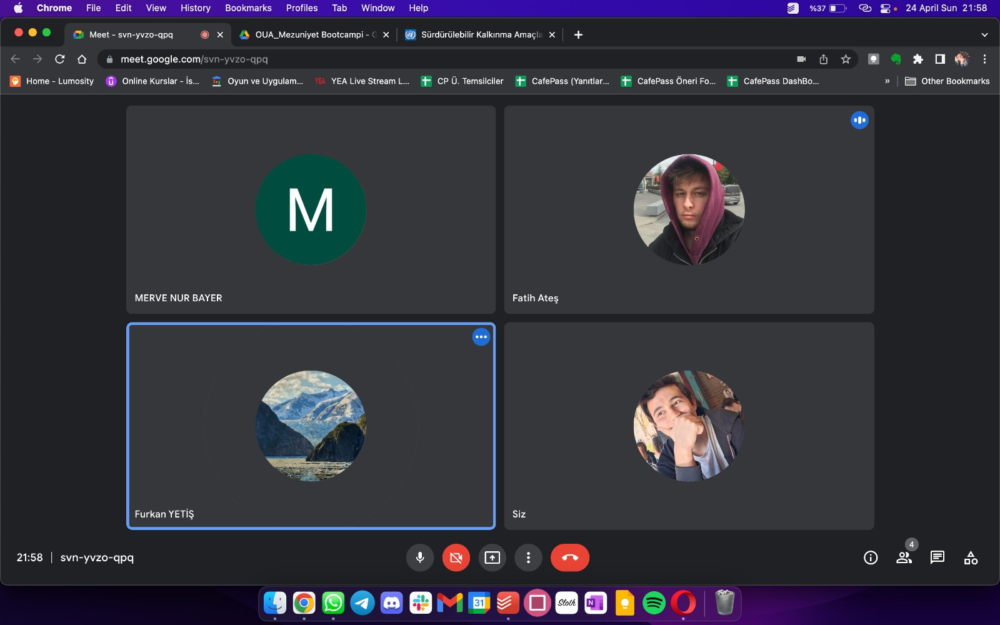 Chrome File Edit View History Bookmarks Profiles Tab Window Help %37 24 April Sun 21:58
Meet - svn-yvzo-qpq OUA_Mezuniyet Bootcampi - G Sürdürülebilir Kalkınma Amaçla
meet.google.com/svn-yvzo-qpq
Home - Lumosity Online Kurslar - İs... Oyun ve Uygulam... YEA YEA Live Stream L... CP Ü. Temsilciler CafePass (Yanıtlar... CafePass Öneri Fo... CafePass DashBo... » Other Bookmarks
M
MERVE NUR BAYER
Fatih Ateş
Furkan YETİŞ
Siz
21:58 | svn-yvzo-qpq
4
31 Sloth N